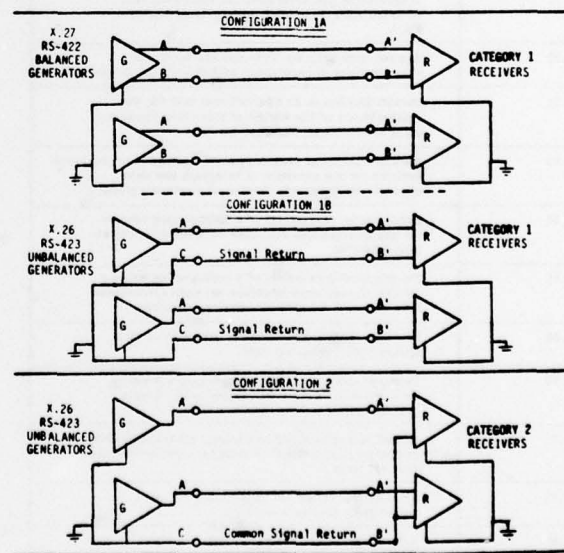 CONFIGURATION 1A
X.27
RS-422
BALANCED
GENERATORS
G
A
B
A'
B'
R
CATEGORY 1
RECEIVERS
G
A
B
A'
B'
R
CONFIGURATION 1B
X.26
RS-423
UNBALANCED
GENERATORS
G
A
C
Signal Return
A'
B'
R
CATEGORY 1
RECEIVERS
G
A
C
Signal Return
A'
B'
R
CONFIGURATION 2
X.26
RS-423
UNBALANCED
GENERATORS
G
A
A'
R
CATEGORY 2
RECEIVERS
G
A
A'
R
C
Common Signal Return
B'